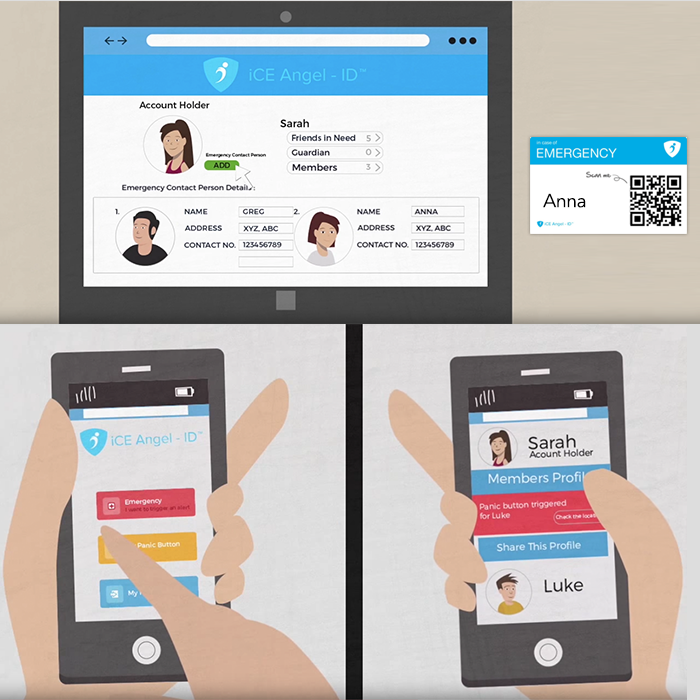 iCE Angel - ID™
Account Holder
Sarah
Friends in Need 5
Guardian 0
Members 3
Emergency Contact Person
ADD
Emergency Contact Person Details:
1.
NAME GREG
ADDRESS XYZ, ABC
CONTACT NO. 123456789
2.
NAME ANNA
ADDRESS XYZ, ABC
CONTACT NO. 123456789
In case of
EMERGENCY
Scan me
Anna
iCE Angel - ID™
iCE Angel - ID™
Emergency
I want to trigger an alert
Panic Button
My
Sarah
Account Holder
Members Profil
Panic button triggered
for Luke
Check the locat
Share This Profile
Luke